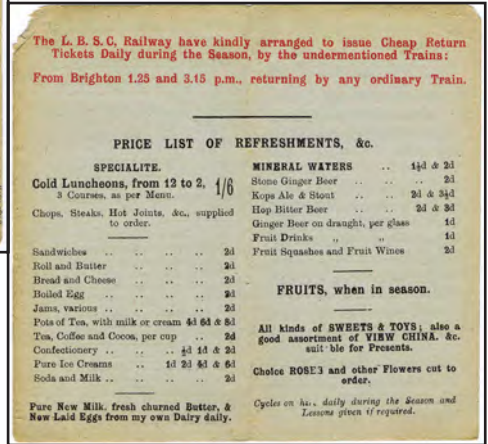 The L. B. S. C, Railway have kindly arranged to issue Cheap Return
Tickets Daily during the Season, by the undermentioned Trains:
From Brighton 1.25 and 3.15 p.m., returning by any ordinary Train.
PRICE LIST OF REFRESHMENTS, &c.
SPECIALITE.
Cold Luncheons, from 12 to 2, 1/6
3 Courses, as per Menu.
Chops, Steaks, Hot Joints, &c., supplied
to order.
Sandwiches .. .. .. 2d
Roll and Butter .. .. 2d
Bread and Cheese .. .. 2d
Boiled Egg .. .. .. 2d
Jams, various .. .. .. 2d
Pots of Tea, with milk or cream 4d 6d & 8d
Tea, Coffee and Cocoa, per cup .. 2d
Confectionery .. .. ½d 1d & 2d
Pure Ice Creams 1d 2d 4d & 6d
Soda and Milk .. .. .. 2d
Pure New Milk, fresh churned Butter, &
New Laid Eggs from my own Dairy daily.
MINERAL WATERS .. 1½d & 2d
Stone Ginger Beer .. .. 2d
Kops Ale & Stout .. 2d & 3½d
Hop Bitter Beer .. 2d & 3d
Ginger Beer on draught, per glass 1d
Fruit Drinks „ „ 1d
Fruit Squashes and Fruit Wines 2d
FRUITS, when in season.
All kinds of SWEETS & TOYS; also a
good assortment of VIEW CHINA, &c.
suit ble for Presents.
Choice ROSES and other Flowers cut to
order.
Cycles on daily during the Season and
Lessons given if required.